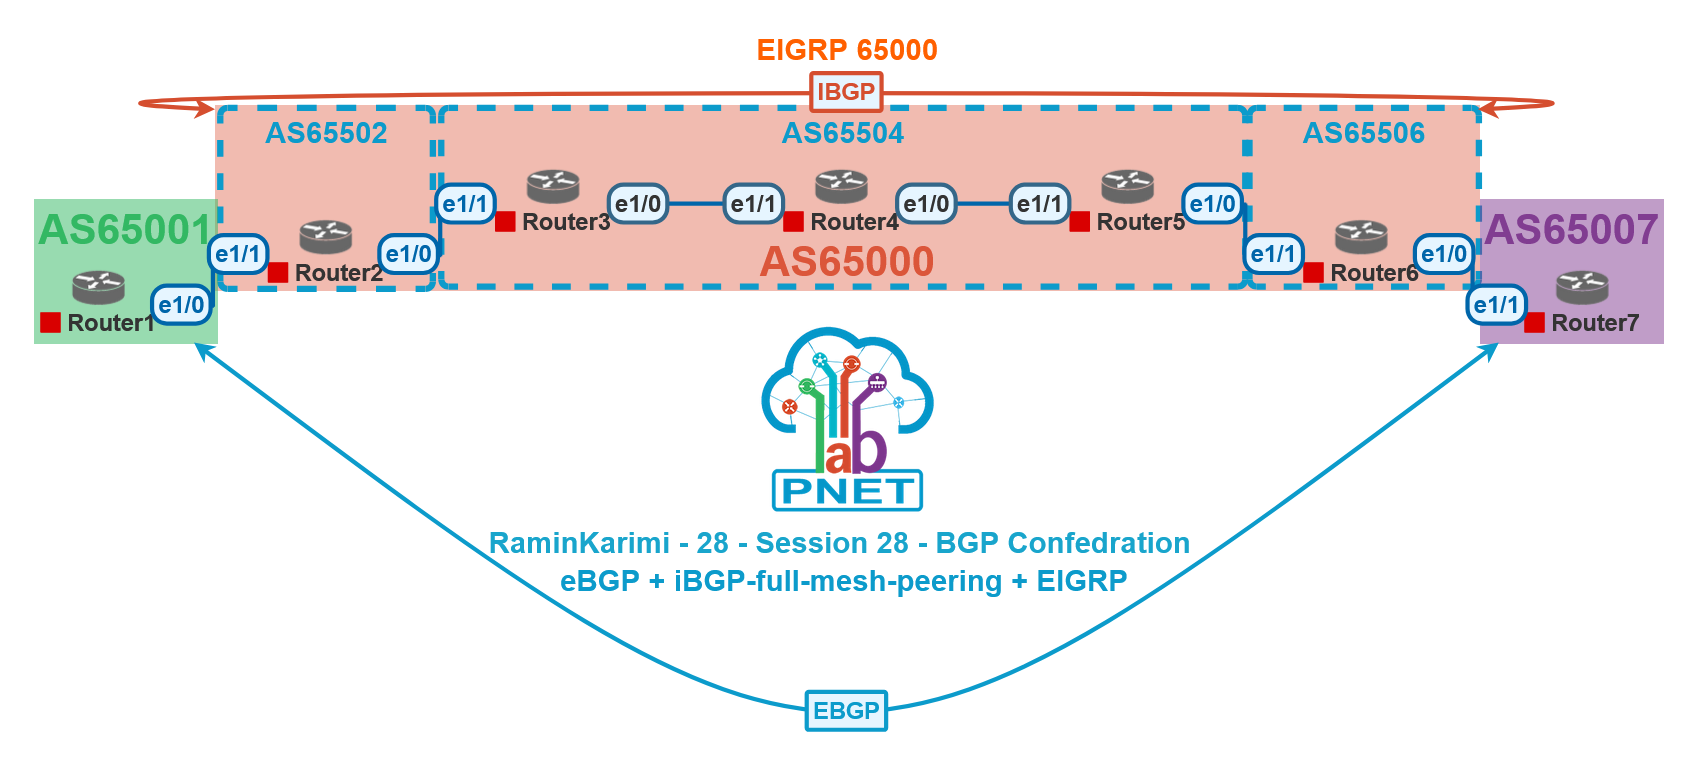 EIGRP 65000
IBGP
AS65502
AS65504
AS65506
AS65001
e1/0
Router1
e1/1
Router2
e1/0
e1/1
Router3
e1/0
e1/1
Router4
e1/0
e1/1
Router5
e1/0
AS65000
e1/1
Router6
e1/0
AS65007
e1/1
Router7
lab
PNET
RaminKarimi - 28 - Session 28 - BGP Confedration
eBGP + iBGP-full-mesh-peering + EIGRP
EBGP